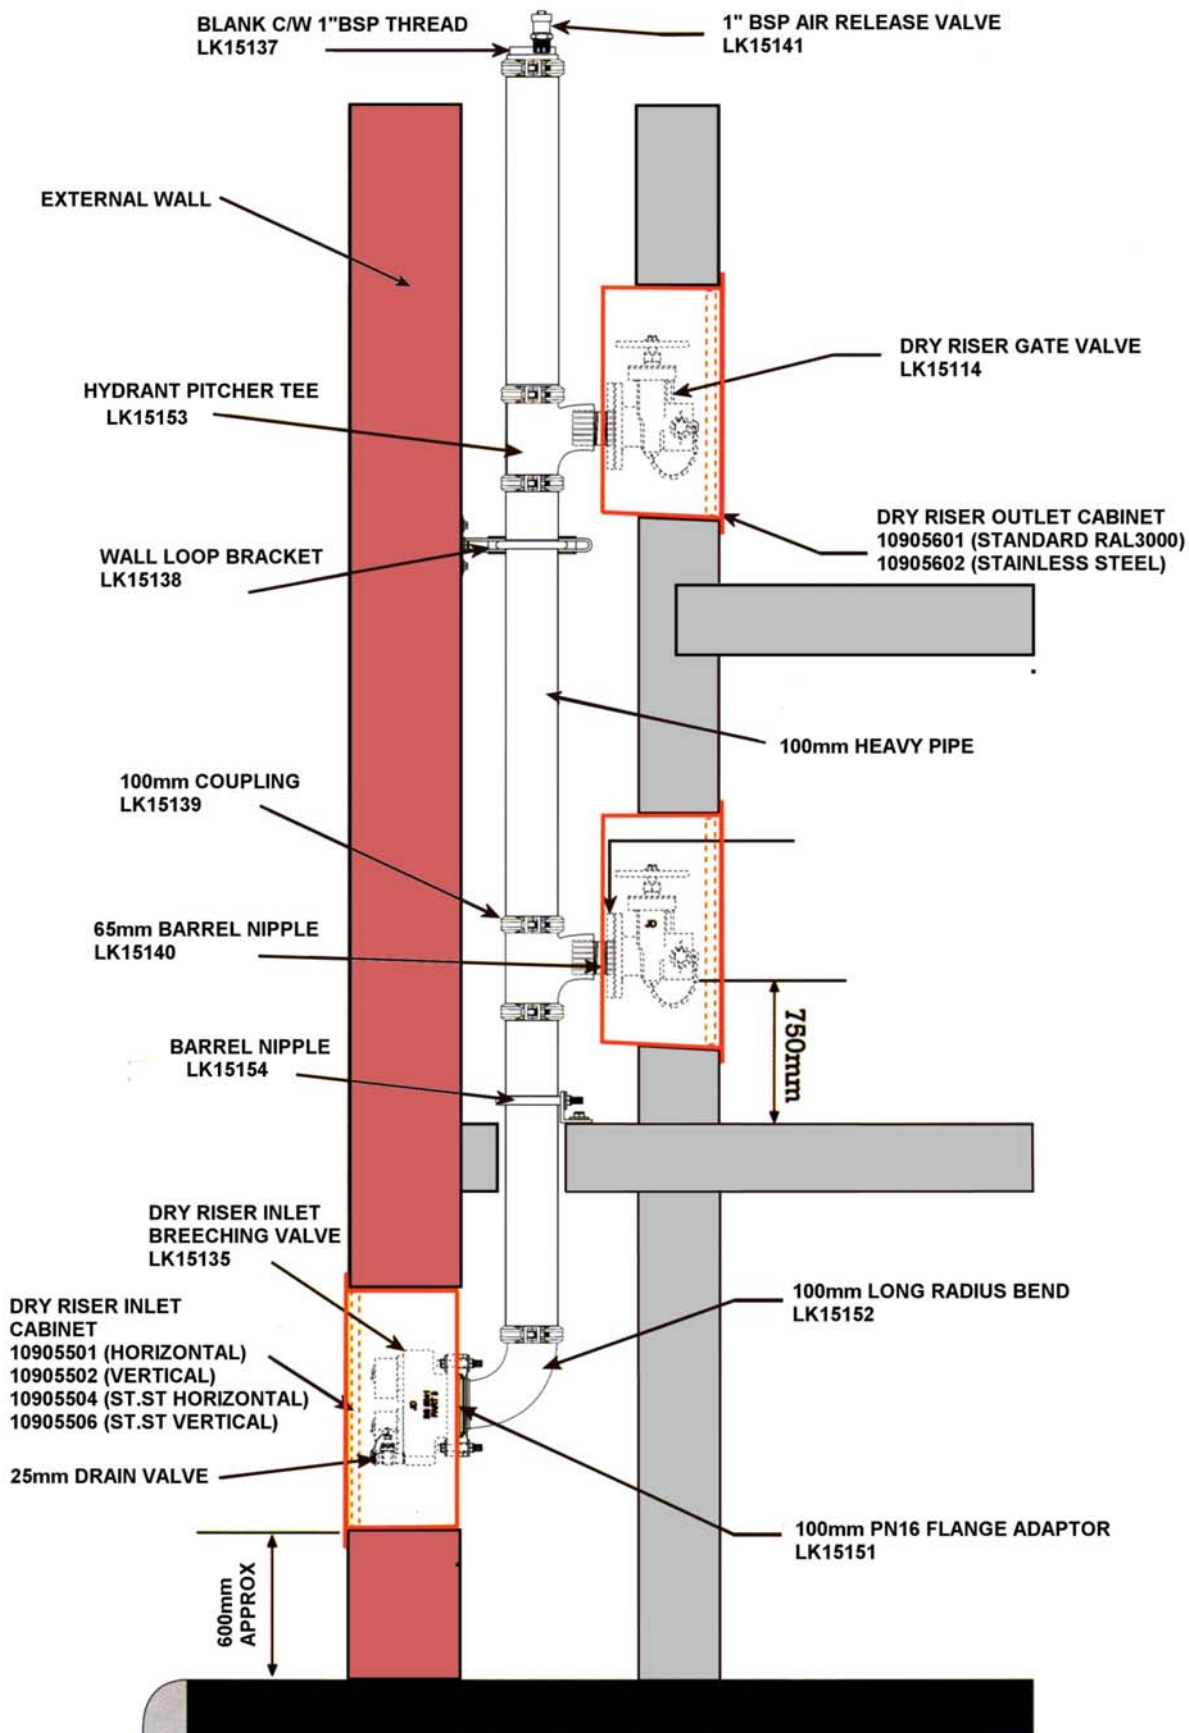 BLANK C/W 1"BSP THREAD
LK15137
1" BSP AIR RELEASE VALVE
LK15141
EXTERNAL WALL
DRY RISER GATE VALVE
LK15114
HYDRANT PITCHER TEE
LK15153
DRY RISER OUTLET CABINET
10905601 (STANDARD RAL3000)
10905602 (STAINLESS STEEL)
WALL LOOP BRACKET
LK15138
100mm HEAVY PIPE
100mm COUPLING
LK15139
65mm BARREL NIPPLE
LK15140
750mm
BARREL NIPPLE
LK15154
DRY RISER INLET
BREECHING VALVE
LK15135
100mm LONG RADIUS BEND
LK15152
DRY RISER INLET
CABINET
10905501 (HORIZONTAL)
10905502 (VERTICAL)
10905504 (ST.ST HORIZONTAL)
10905506 (ST.ST VERTICAL)
25mm DRAIN VALVE
100mm PN16 FLANGE ADAPTOR
LK15151
600mm
APPROX